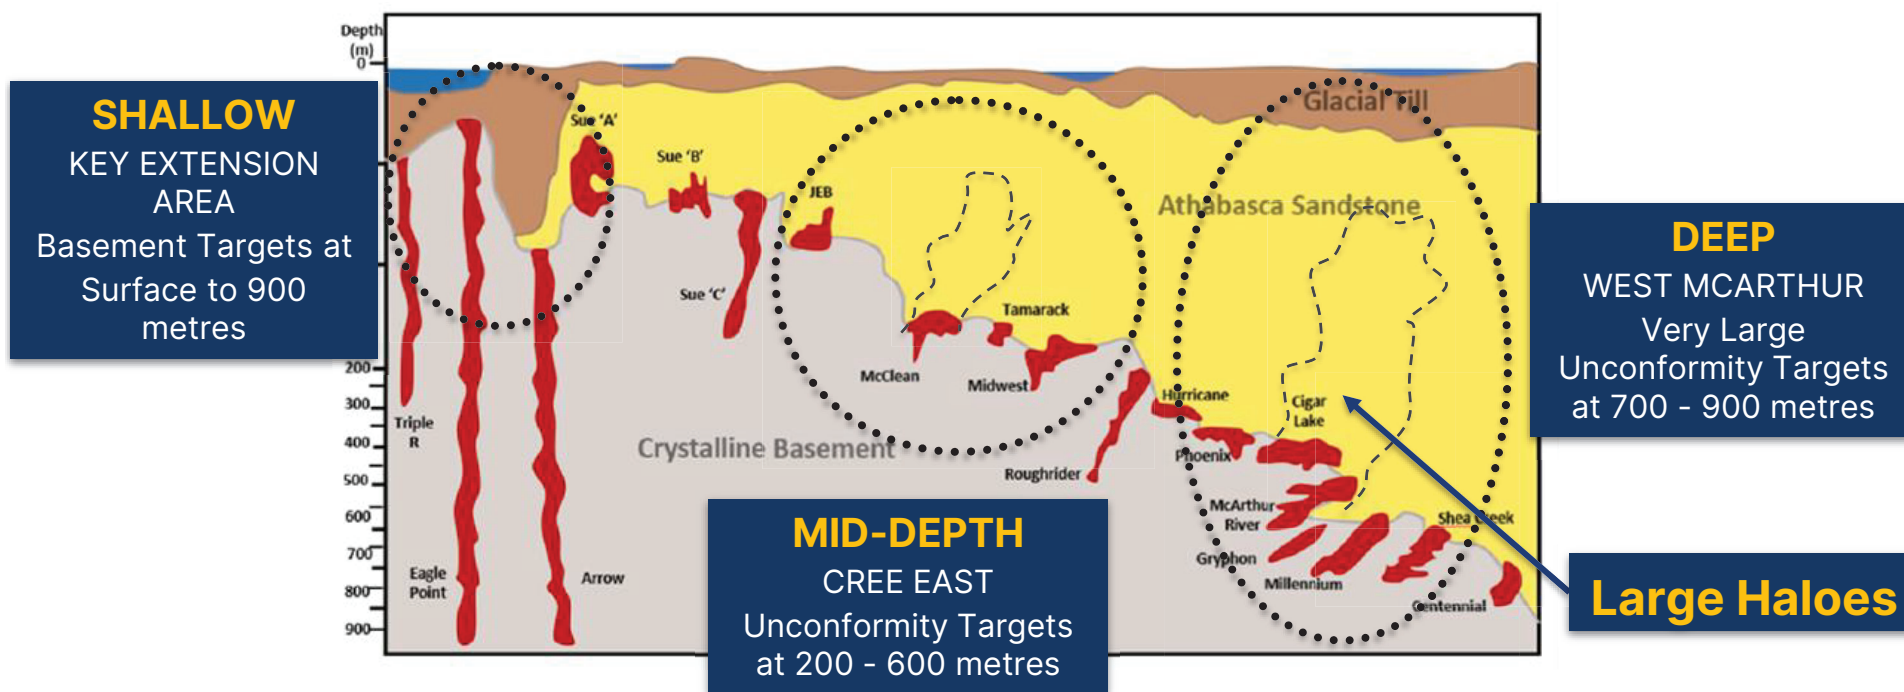 Depth
(m)
0
200
300
400
500
600
700
800
900
SHALLOW
KEY EXTENSION
AREA
Basement Targets at
Surface to 900
metres
Sue 'A'
Sue 'B'
Sue 'C'
JEB
Glacial Till
Athabasca Sandstone
Crystalline Basement
Triple
R
Eagle
Point
Arrow
McClean
Tamarack
Midwest
Roughrider
Hurricane
Phoenix
Cigar
Lake
McArthur
River
Gryphon
Millennium
Shea Creek
Centennial
MID-DEPTH
CREE EAST
Unconformity Targets
at 200 - 600 metres
DEEP
WEST MCARTHUR
Very Large
Unconformity Targets
at 700 - 900 metres
Large Haloes